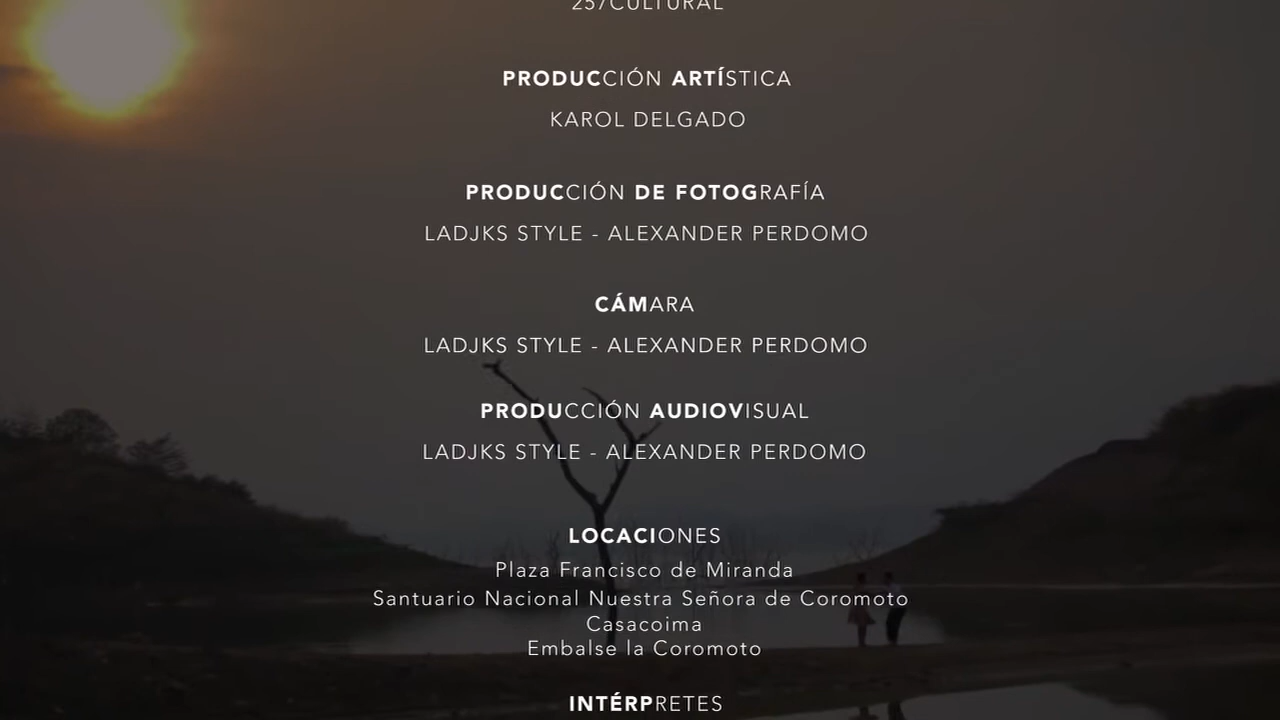 257CULTURAL
PRODUCCIÓN ARTÍSTICA
KAROL DELGADO
PRODUCCIÓN DE FOTOGRAFÍA
LADJKS STYLE - ALEXANDER PERDOMO
CÁMARA
LADJKS STYLE - ALEXANDER PERDOMO
PRODUCCIÓN AUDIOVISUAL
LADJKS STYLE - ALEXANDER PERDOMO
LOCACIONES
Plaza Francisco de Miranda
Santuario Nacional Nuestra Señora de Coromoto
Casacoima
Embalse la Coromoto
INTÉRPRETES